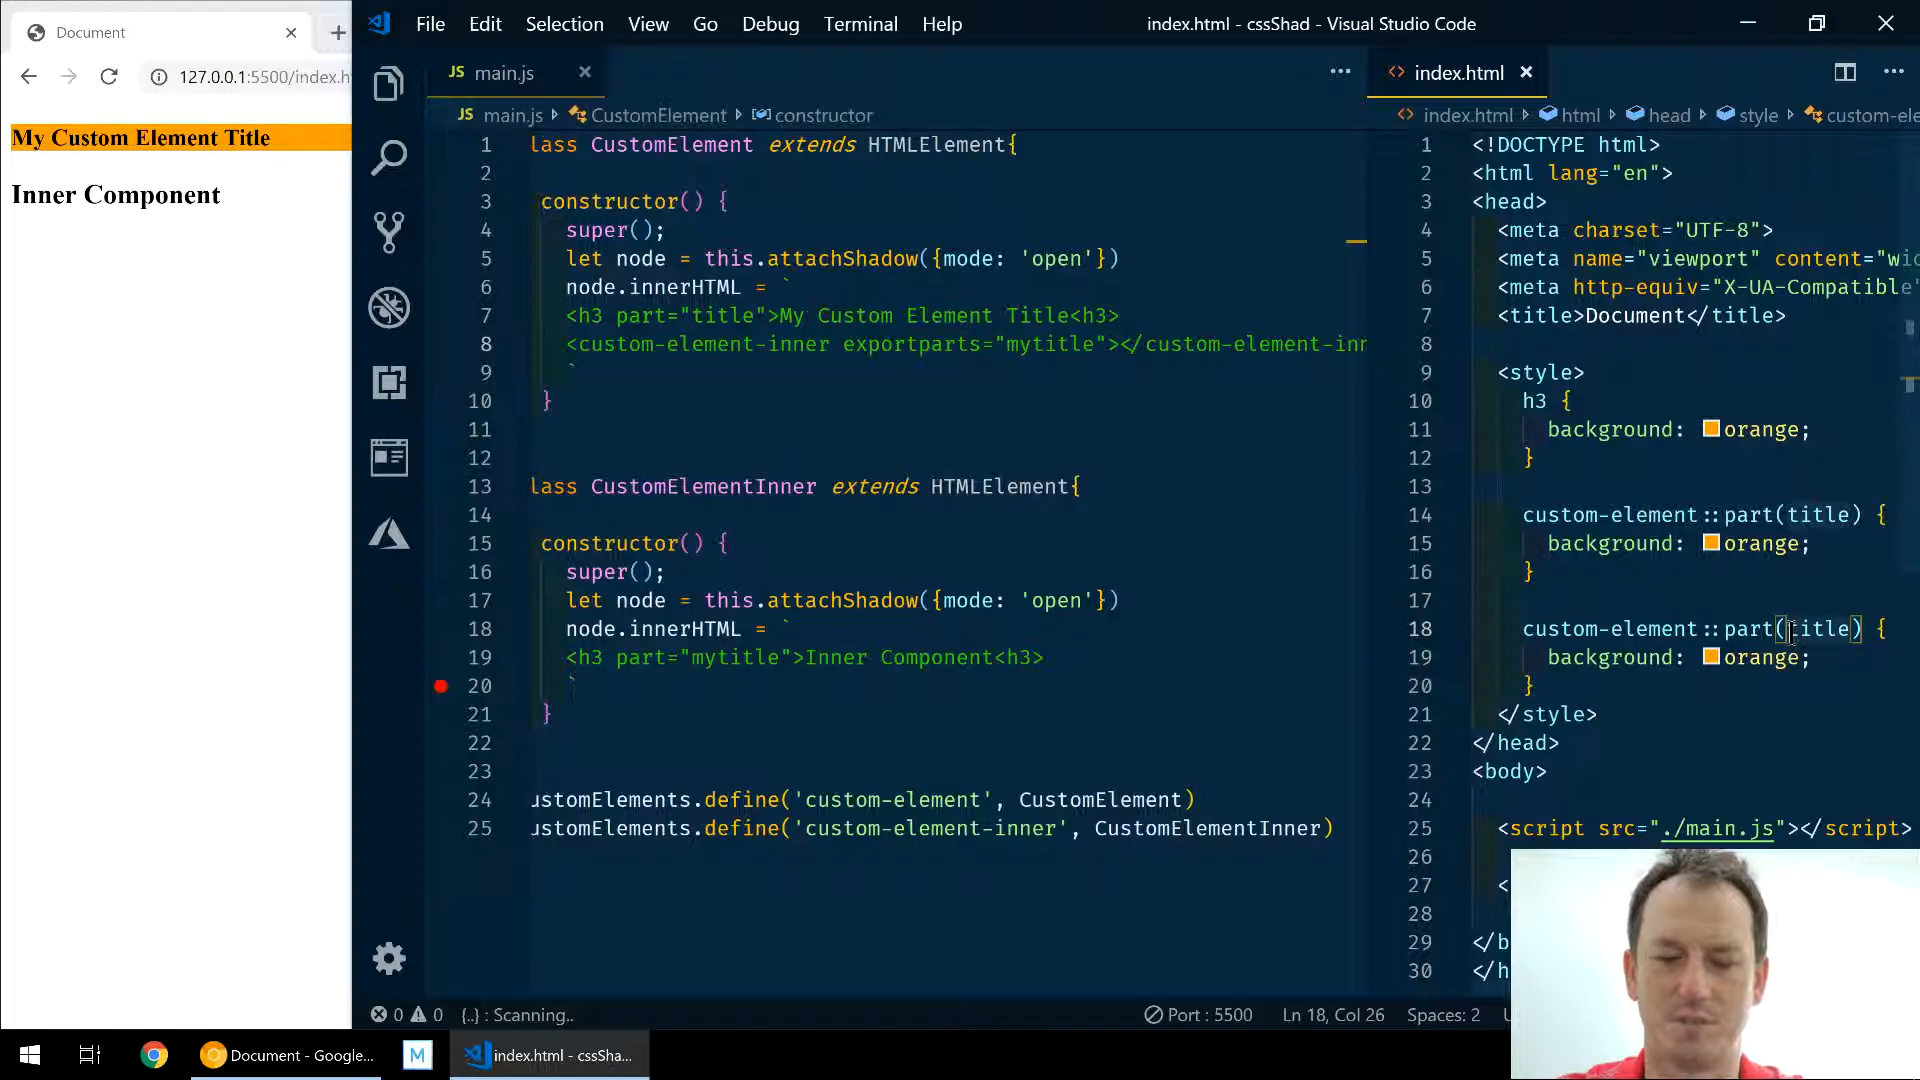 Document
File Edit Selection View Go Debug Terminal Help
index.html - cssShad - Visual Studio Code
127.0.0.1:5500/index.h
My Custom Element Title
Inner Component
JS main.js
JS main.js > CustomElement > constructor
1 lass CustomElement extends HTMLElement{
2
3 constructor() {
4 super();
5 let node = this.attachShadow({mode: 'open'})
6 node.innerHTML = `
7 <h3 part="title">My Custom Element Title<h3>
8 <custom-element-inner exportparts="mytitle"></custom-element-inn
9 `
10 }
11
12
13 lass CustomElementInner extends HTMLElement{
14
15 constructor() {
16 super();
17 let node = this.attachShadow({mode: 'open'})
18 node.innerHTML = `
19 <h3 part="mytitle">Inner Component<h3>
20 `
21 }
22
23
24 ustomElements.define('custom-element', CustomElement)
25 ustomElements.define('custom-element-inner', CustomElementInner)
index.html
index.html > html > head > style > custom-ele
1 <!DOCTYPE html>
2 <html lang="en">
3 <head>
4 <meta charset="UTF-8">
5 <meta name="viewport" content="wid
6 <meta http-equiv="X-UA-Compatible"
7 <title>Document</title>
8
9 <style>
10 h3 {
11 background: orange;
12 }
13
14 custom-element::part(title) {
15 background: orange;
16 }
17
18 custom-element::part(title) {
19 background: orange;
20 }
21 </style>
22 </head>
23 <body>
24
25 <script src="./main.js"></script>
26
27 <
28
29 </b
30 </h
0 0 {..} : Scanning.. Port : 5500 Ln 18, Col 26 Spaces: 2
Document - Google... M index.html - cssSha...